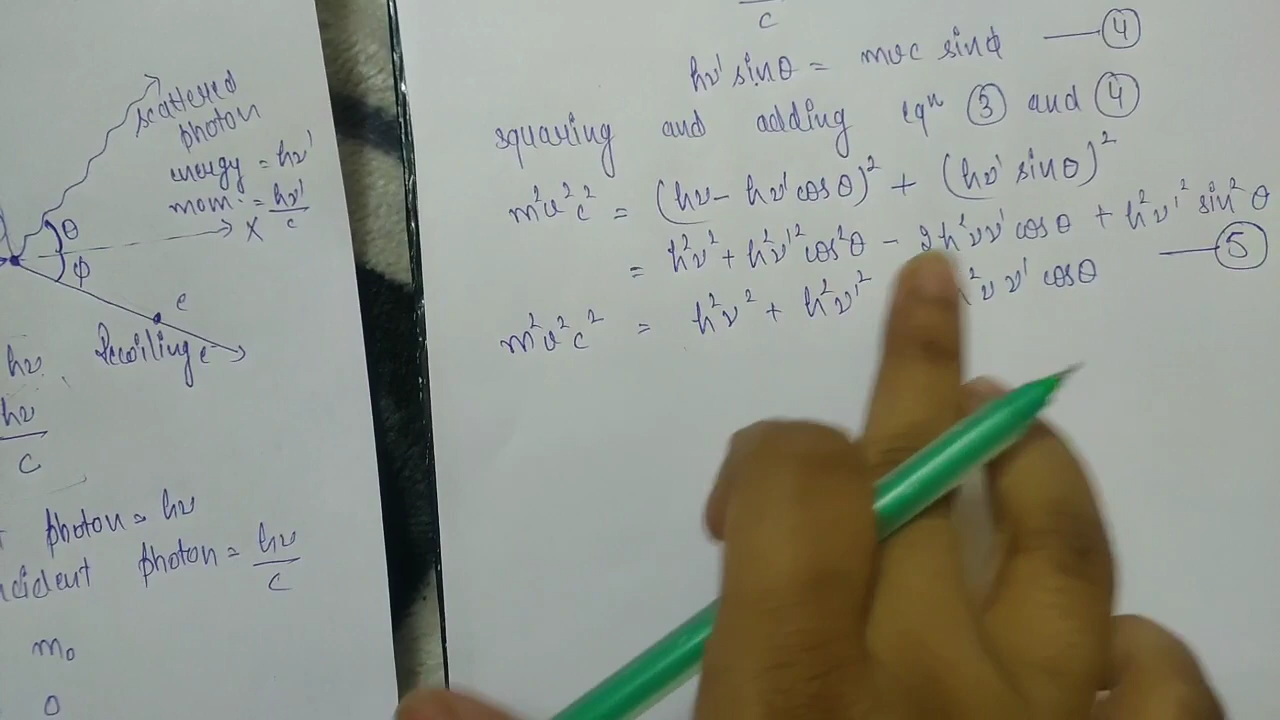 scattered
photon
energy = hν'
mom. = hν'/c
X
θ
φ
e
Recoiling e
hν
hν/c
photon = hν
incident photon = hν/c
m₀
0
c
hν' sinθ = mvc sinφ —④
squaring and adding eqⁿ ③ and ④
m²v²c² = (hν - hν' cosθ)² + (hν' sinθ)²
= h²ν² + h²ν'² cos²θ - 2h²νν' cosθ + h²ν'² sin²θ
m²v²c² = h²ν² + h²ν'² h²νν' cosθ —⑤